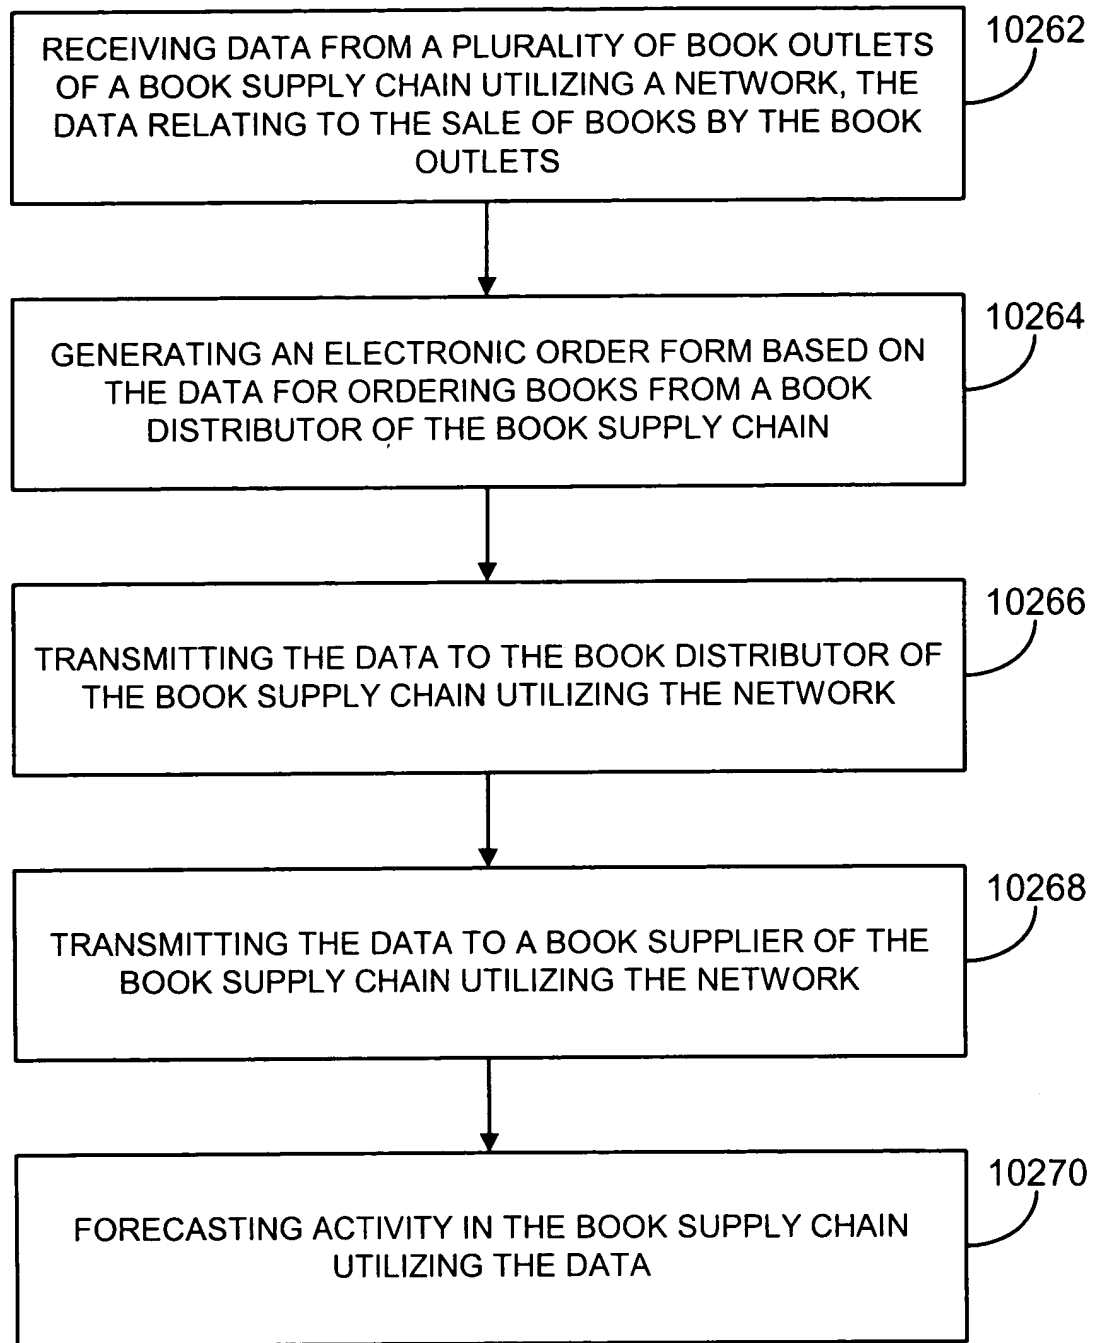 RECEIVING DATA FROM A PLURALITY OF BOOK OUTLETS
OF A BOOK SUPPLY CHAIN UTILIZING A NETWORK, THE
DATA RELATING TO THE SALE OF BOOKS BY THE BOOK
OUTLETS
10262
GENERATING AN ELECTRONIC ORDER FORM BASED ON
THE DATA FOR ORDERING BOOKS FROM A BOOK
DISTRIBUTOR OF THE BOOK SUPPLY CHAIN
10264
TRANSMITTING THE DATA TO THE BOOK DISTRIBUTOR OF
THE BOOK SUPPLY CHAIN UTILIZING THE NETWORK
10266
TRANSMITTING THE DATA TO A BOOK SUPPLIER OF THE
BOOK SUPPLY CHAIN UTILIZING THE NETWORK
10268
FORECASTING ACTIVITY IN THE BOOK SUPPLY CHAIN
UTILIZING THE DATA
10270